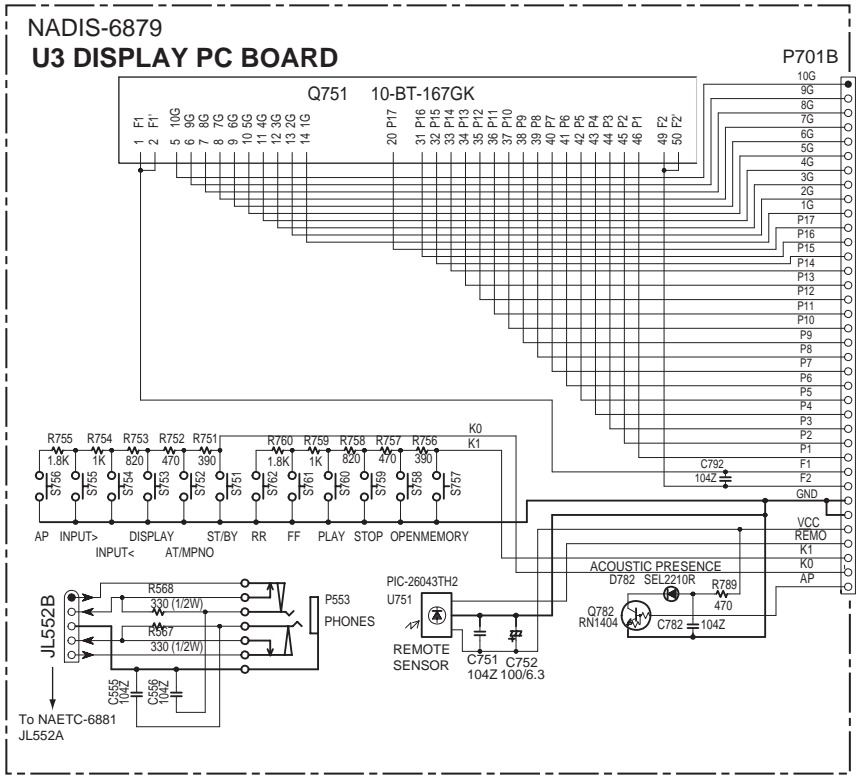 NADIS-6879
U3 DISPLAY PC BOARD
P701B
Q751 10-BT-167GK
1 F1
2 F1'
5 10G
6 9G
7 8G
8 7G
9 6G
10 5G
11 4G
12 3G
13 2G
14 1G
20 P17
31 P16
32 P15
33 P14
34 P13
35 P12
36 P11
37 P10
38 P9
39 P8
40 P7
41 P6
42 P5
43 P4
44 P3
45 P2
46 P1
49 F2
50 F2'
10G
9G
8G
7G
6G
5G
4G
3G
2G
1G
P17
P16
P15
P14
P13
P12
P11
P10
P9
P8
P7
P6
P5
P4
P3
P2
P1
F1
F2
GND
VCC
REMO
K1
K0
AP
C792
104Z
K0
K1
R755 R754 R753 R752 R751 R760 R759 R758 R757 R756
1.8K 1K 820 470 390 1.8K 1K 820 470 390
S756 S755 S754 S753 S752 S751 S762 S761 S760 S759 S758 S757
AP INPUT> DISPLAY ST/BY RR FF PLAY STOP OPENMEMORY
INPUT< AT/MPNO
JL552B
R568
330 (1/2W)
R567
330 (1/2W)
P553
PHONES
C555
104Z
C556
104Z
To NAETC-6881
JL552A
PIC-26043TH2
U751
REMOTE
SENSOR
C751
104Z
C752
100/6.3
ACOUSTIC PRESENCE
D782 SEL2210R
R789
470
Q782
RN1404
C782
104Z